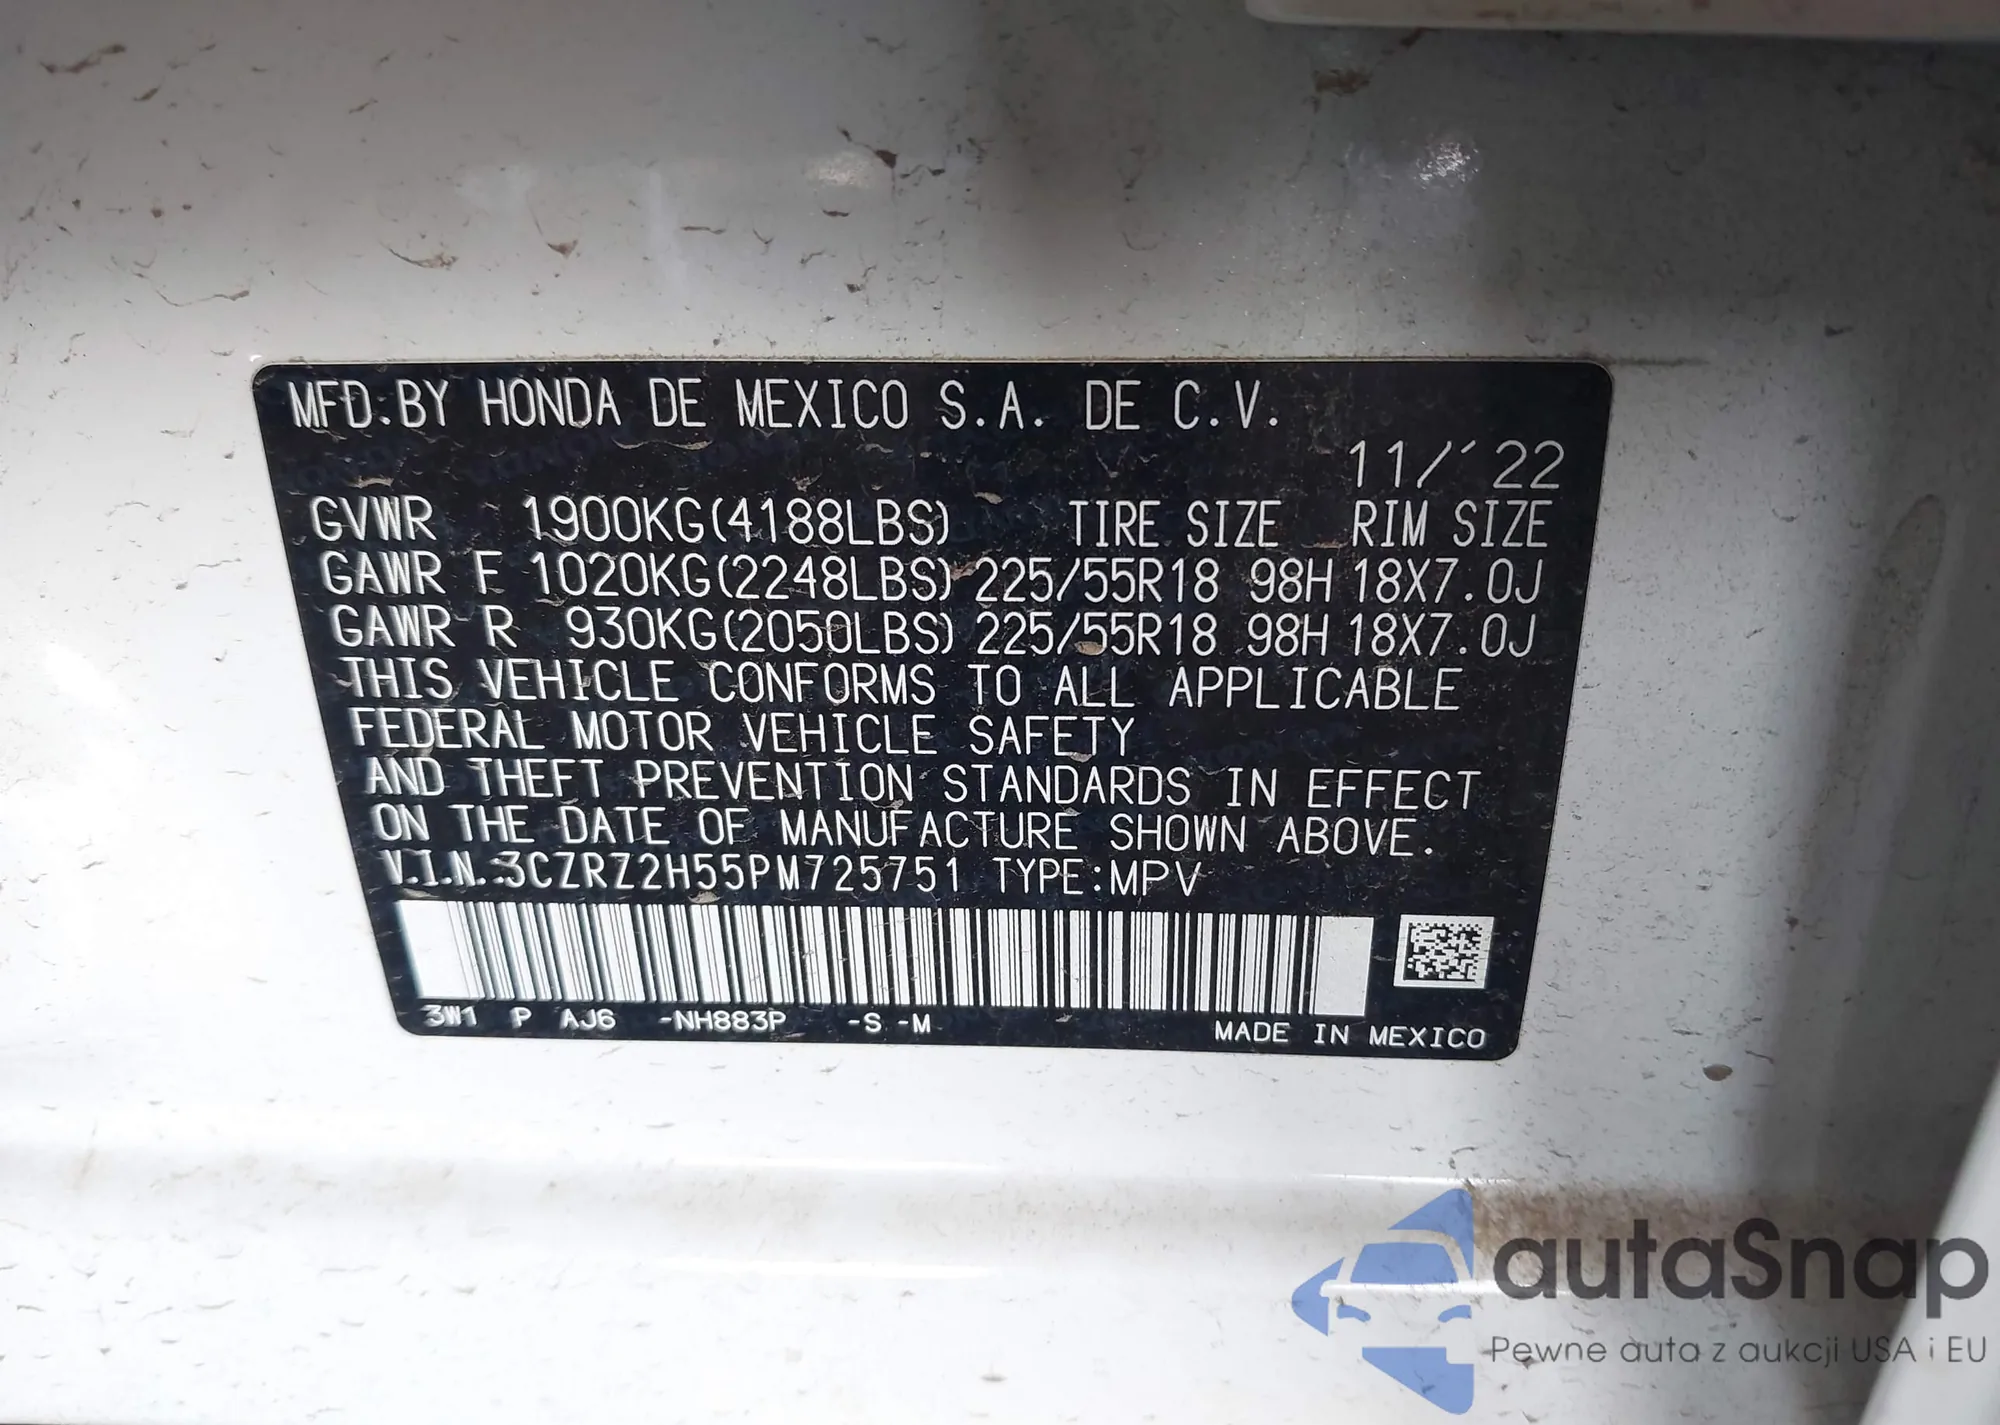 MFD.BY HONDA DE MEXICO S.A. DE C.V.
11/´22
GVWR 1900KG(4188LBS) TIRE SIZE RIM SIZE
GAWR F 1020KG(2248LBS) 225/55R18 98H 18X7.0J
GAWR R 930KG(2050LBS) 225/55R18 98H 18X7.0J
THIS VEHICLE CONFORMS TO ALL APPLICABLE
FEDERAL MOTOR VEHICLE SAFETY
AND THEFT PREVENTION STANDARDS IN EFFECT
ON THE DATE OF MANUFACTURE SHOWN ABOVE.
V.I.N. 3CZRZ2H55PM725751 TYPE:MPV
3W1 P AJ6 -NH883P -S -M MADE IN MEXICO
autaSnap
Pewne auta z aukcji USA i EU